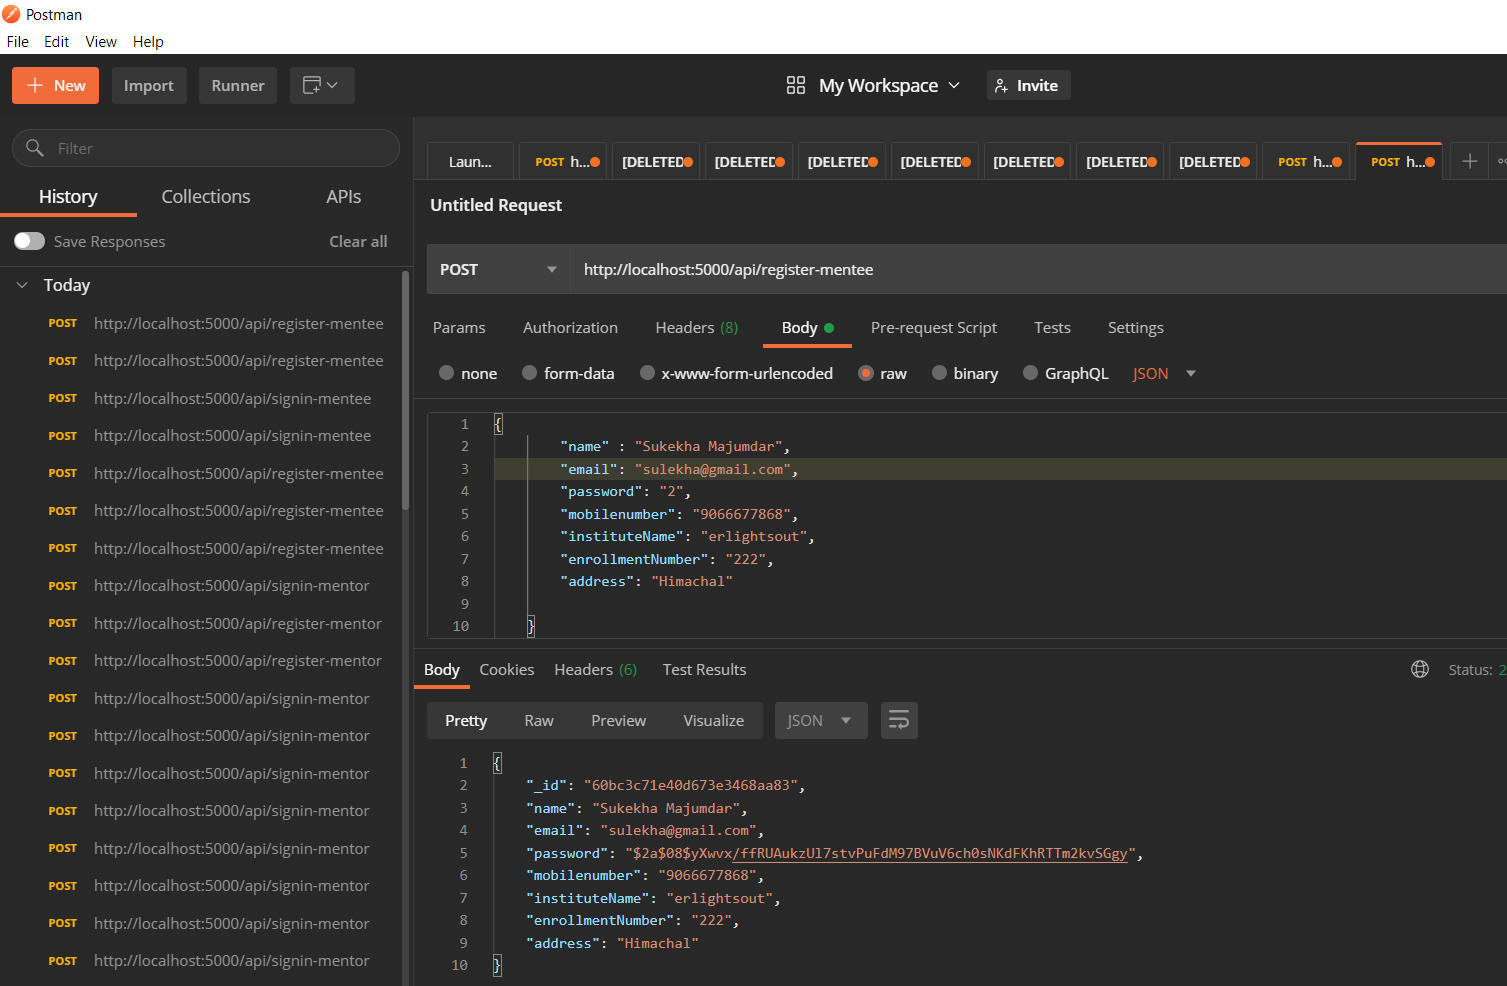 Postman
File Edit View Help
+ New Import Runner My Workspace Invite
Filter
History Collections APIs
Save Responses Clear all
Today
POST http://localhost:5000/api/register-mentee
POST http://localhost:5000/api/register-mentee
POST http://localhost:5000/api/signin-mentee
POST http://localhost:5000/api/signin-mentee
POST http://localhost:5000/api/register-mentee
POST http://localhost:5000/api/register-mentee
POST http://localhost:5000/api/register-mentee
POST http://localhost:5000/api/signin-mentor
POST http://localhost:5000/api/register-mentor
POST http://localhost:5000/api/register-mentor
POST http://localhost:5000/api/signin-mentor
POST http://localhost:5000/api/signin-mentor
POST http://localhost:5000/api/signin-mentor
POST http://localhost:5000/api/signin-mentor
POST http://localhost:5000/api/signin-mentor
POST http://localhost:5000/api/signin-mentor
POST http://localhost:5000/api/signin-mentor
POST http://localhost:5000/api/signin-mentor
Laun... POST h... [DELETED [DELETED [DELETED [DELETED [DELETED [DELETED [DELETED POST h... POST h... +
Untitled Request
POST http://localhost:5000/api/register-mentee
Params Authorization Headers (8) Body Pre-request Script Tests Settings
none form-data x-www-form-urlencoded raw binary GraphQL JSON
1 {
2 "name" : "Sukekha Majumdar",
3 "email": "sulekha@gmail.com",
4 "password": "2",
5 "mobilenumber": "9066677868",
6 "instituteName": "erlightsout",
7 "enrollmentNumber": "222",
8 "address": "Himachal"
9
10 }
Body Cookies Headers (6) Test Results Status: 2
Pretty Raw Preview Visualize JSON
1 {
2 "_id": "60bc3c71e40d673e3468aa83",
3 "name": "Sukekha Majumdar",
4 "email": "sulekha@gmail.com",
5 "password": "$2a$08$yXwvx/ffRUAukzUl7stvPuFdM97BVuV6ch0sNKdFKhRTTm2kvSGgy",
6 "mobilenumber": "9066677868",
7 "instituteName": "erlightsout",
8 "enrollmentNumber": "222",
9 "address": "Himachal"
10 }